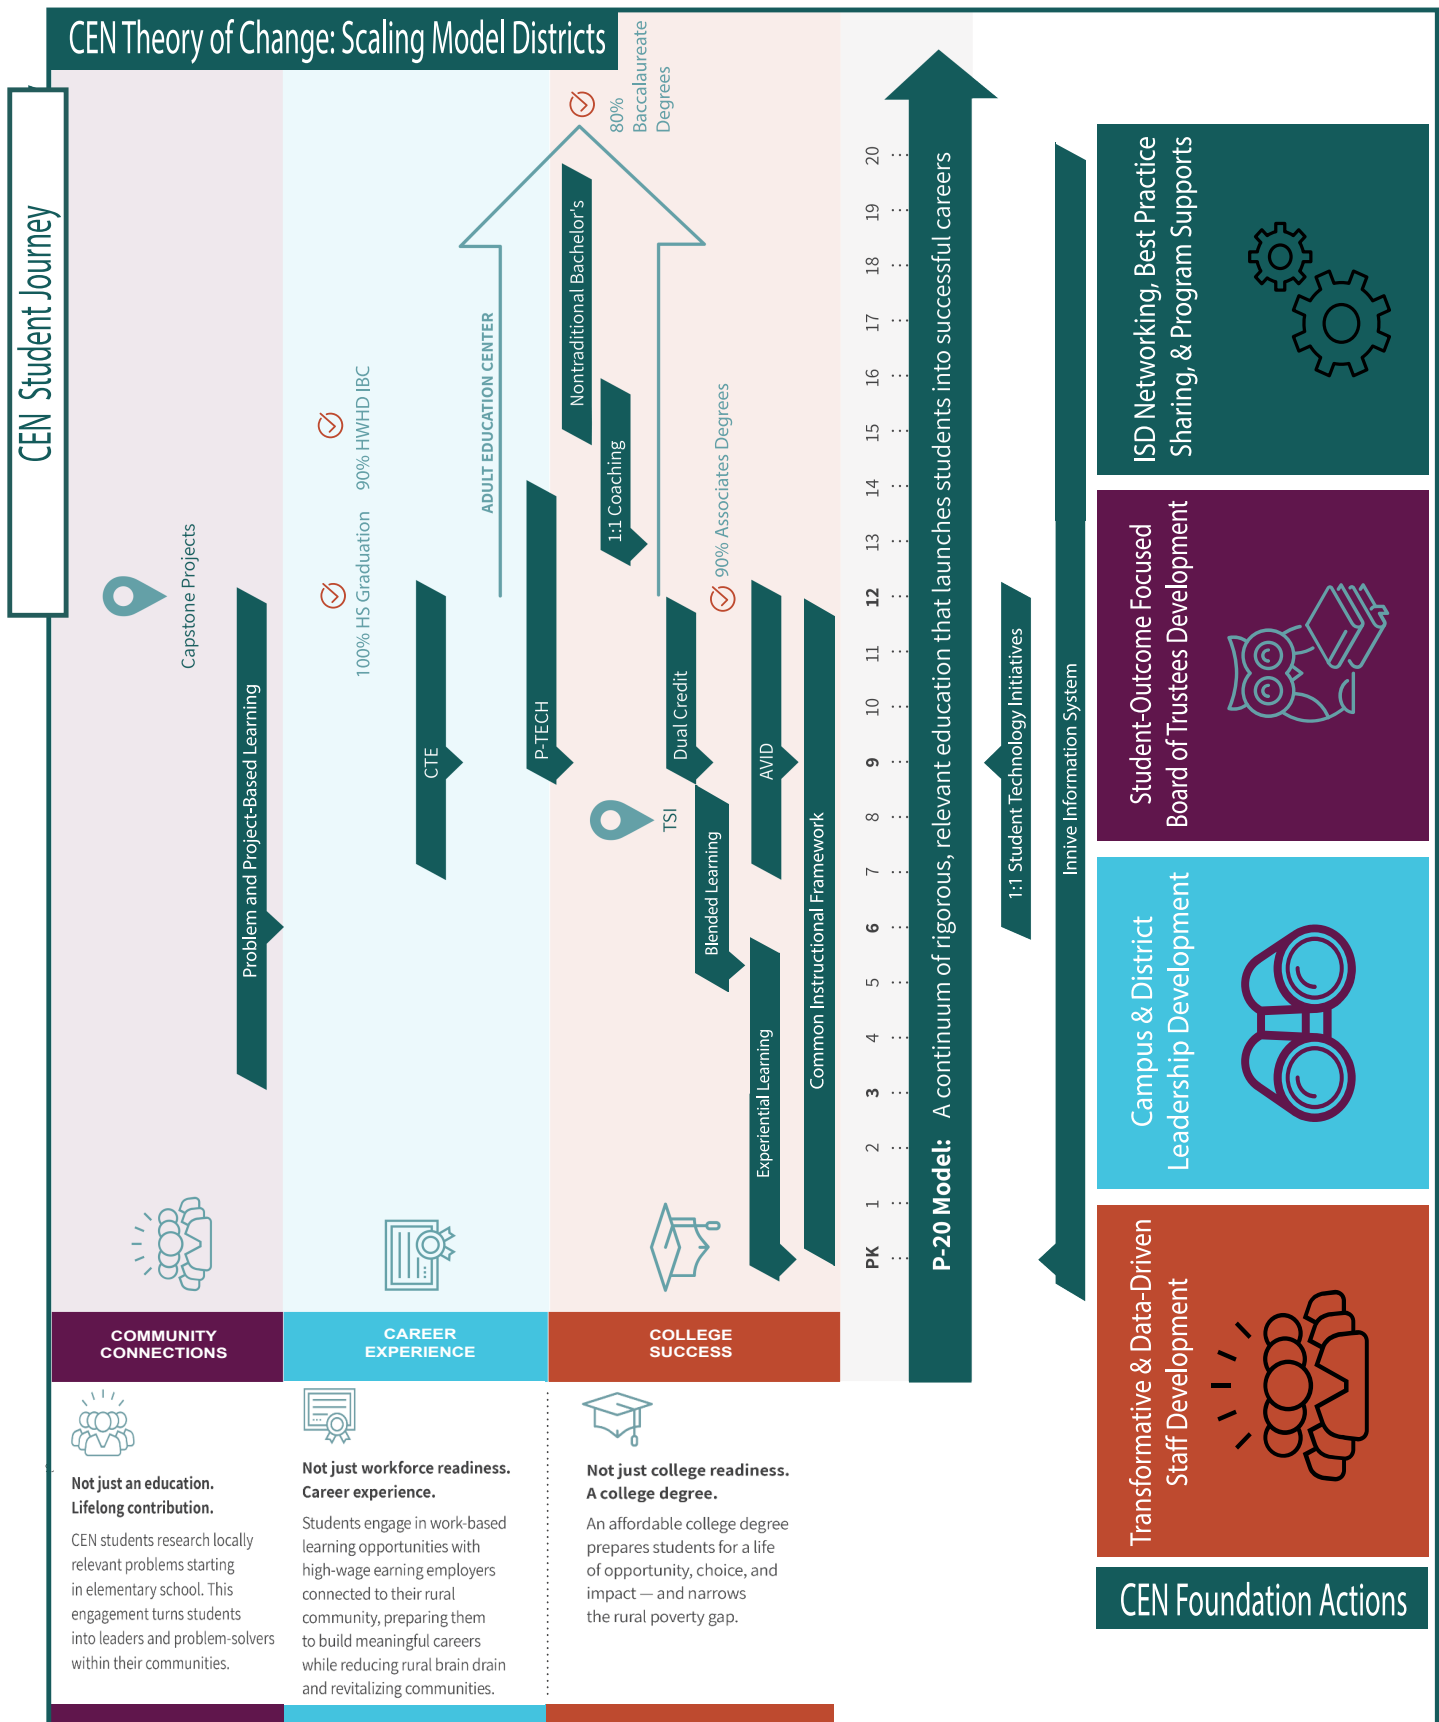 CEN Theory of Change: Scaling Model Districts
CEN Student Journey
Capstone Projects
Problem and Project-Based Learning
100% HS Graduation
90% HWHD IBC
CTE
ADULT EDUCATION CENTER
P-TECH
80%
Baccalaureate
Degrees
Nontraditional Bachelor's
1:1 Coaching
TSI
Dual Credit
Blended Learning
90% Associates Degrees
AVID
Experiential Learning
Common Instructional Framework
PK
1
2
3
4
5
6
7
8
9
10
11
12
13
14
15
16
17
18
19
20
P-20 Model: A continuum of rigorous, relevant education that launches students into successful careers
1:1 Student Technology Initiatives
Innive Information System
ISD Networking, Best Practice
Sharing, & Program Supports
Student-Outcome Focused
Board of Trustees Development
Campus & District
Leadership Development
Transformative & Data-Driven
Staff Development
CEN Foundation Actions
COMMUNITY
CONNECTIONS
CAREER
EXPERIENCE
COLLEGE
SUCCESS
Not just an education.
Lifelong contribution.
CEN students research locally
relevant problems starting
in elementary school. This
engagement turns students
into leaders and problem-solvers
within their communities.
Not just workforce readiness.
Career experience.
Students engage in work-based
learning opportunities with
high-wage earning employers
connected to their rural
community, preparing them
to build meaningful careers
while reducing rural brain drain
and revitalizing communities.
Not just college readiness.
A college degree.
An affordable college degree
prepares students for a life
of opportunity, choice, and
impact — and narrows
the rural poverty gap.